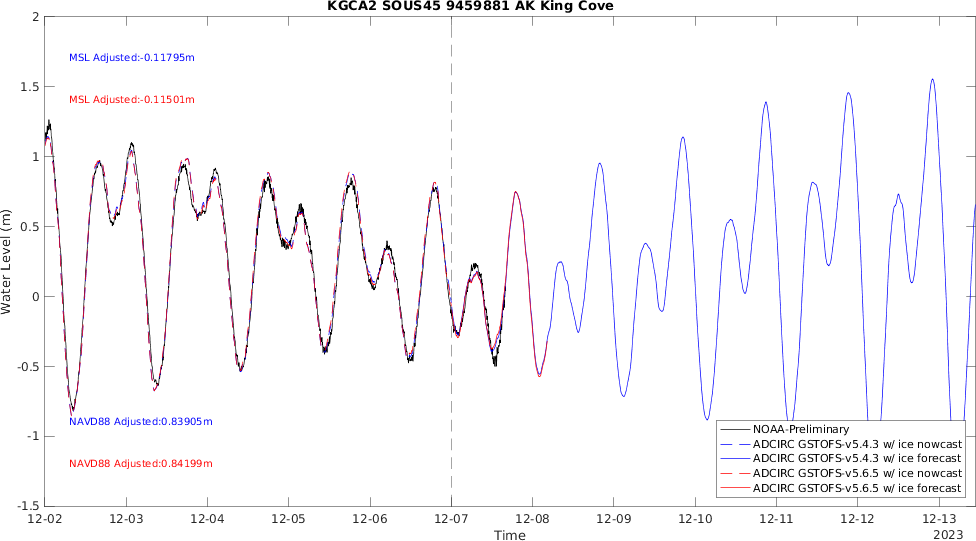 KGCA2 SOUS45 9459881 AK King Cove
2
1.5
1
0.5
0
-0.5
-1
-1.5
Water Level (m)
MSL Adjusted:-0.11795m
MSL Adjusted:-0.11501m
NAVD88 Adjusted:0.83905m
NAVD88 Adjusted:0.84199m
NOAA-Preliminary
ADCIRC GSTOFS-v5.4.3 w/ ice nowcast
ADCIRC GSTOFS-v5.4.3 w/ ice forecast
ADCIRC GSTOFS-v5.6.5 w/ ice nowcast
ADCIRC GSTOFS-v5.6.5 w/ ice forecast
12-02 12-03 12-04 12-05 12-06 12-07 12-08 12-09 12-10 12-11 12-12 12-13
Time
2023